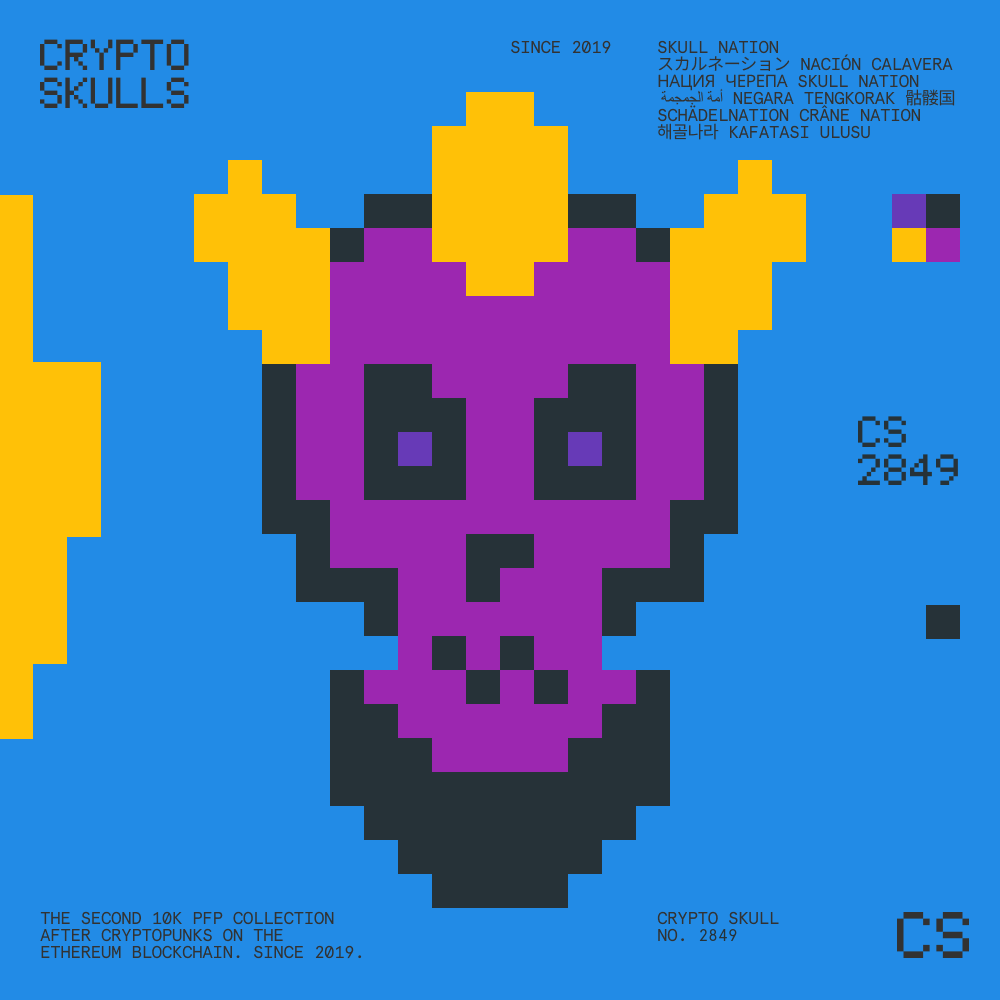 CRYPTO
SKULLS
SINCE 2019
SKULL NATION
スカルネーション NACIÓN CALAVERA
НАЦИЯ ЧЕРЕПА SKULL NATION
أمة الجمجمة NEGARA TENGKORAK 骷髅国
SCHÄDELNATION CRÂNE NATION
해골나라 KAFATASI ULUSU
CS
2849
THE SECOND 10K PFP COLLECTION
AFTER CRYPTOPUNKS ON THE
ETHEREUM BLOCKCHAIN. SINCE 2019.
CRYPTO SKULL
NO. 2849
CS